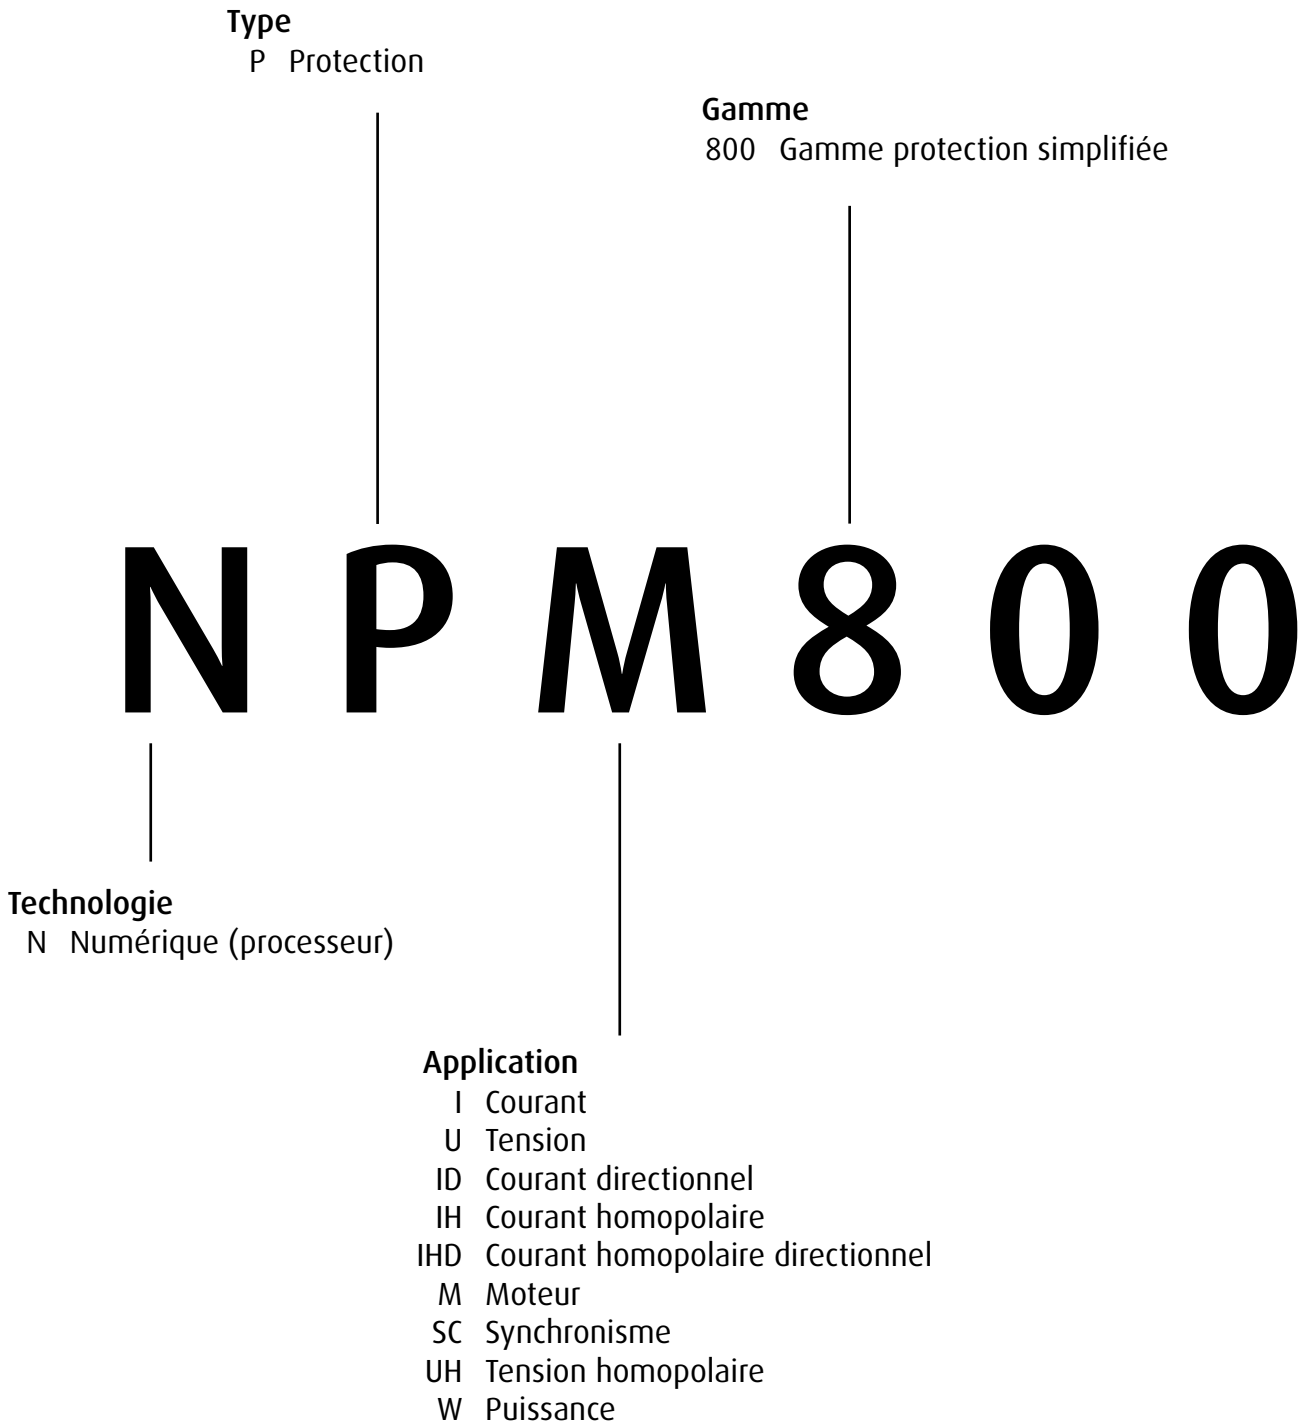 Type
P Protection
Gamme
800 Gamme protection simplifiée
N P M 8 0 0
Technologie
N Numérique (processeur)
Application
I Courant
U Tension
ID Courant directionnel
IH Courant homopolaire
IHD Courant homopolaire directionnel
M Moteur
SC Synchronisme
UH Tension homopolaire
W Puissance